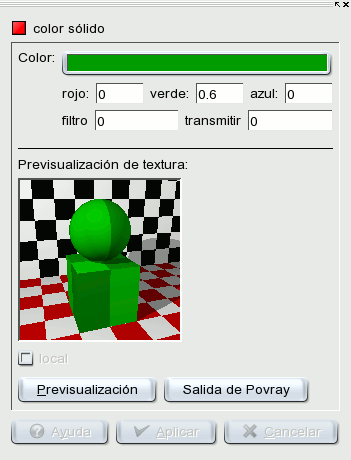 color sólido
Color:
rojo: 0 verde: 0.6 azul: 0
filtro 0 transmitir 0
Previsualización de textura:
local
Previsualización Salida de Povray
Ayuda Aplicar Cancelar